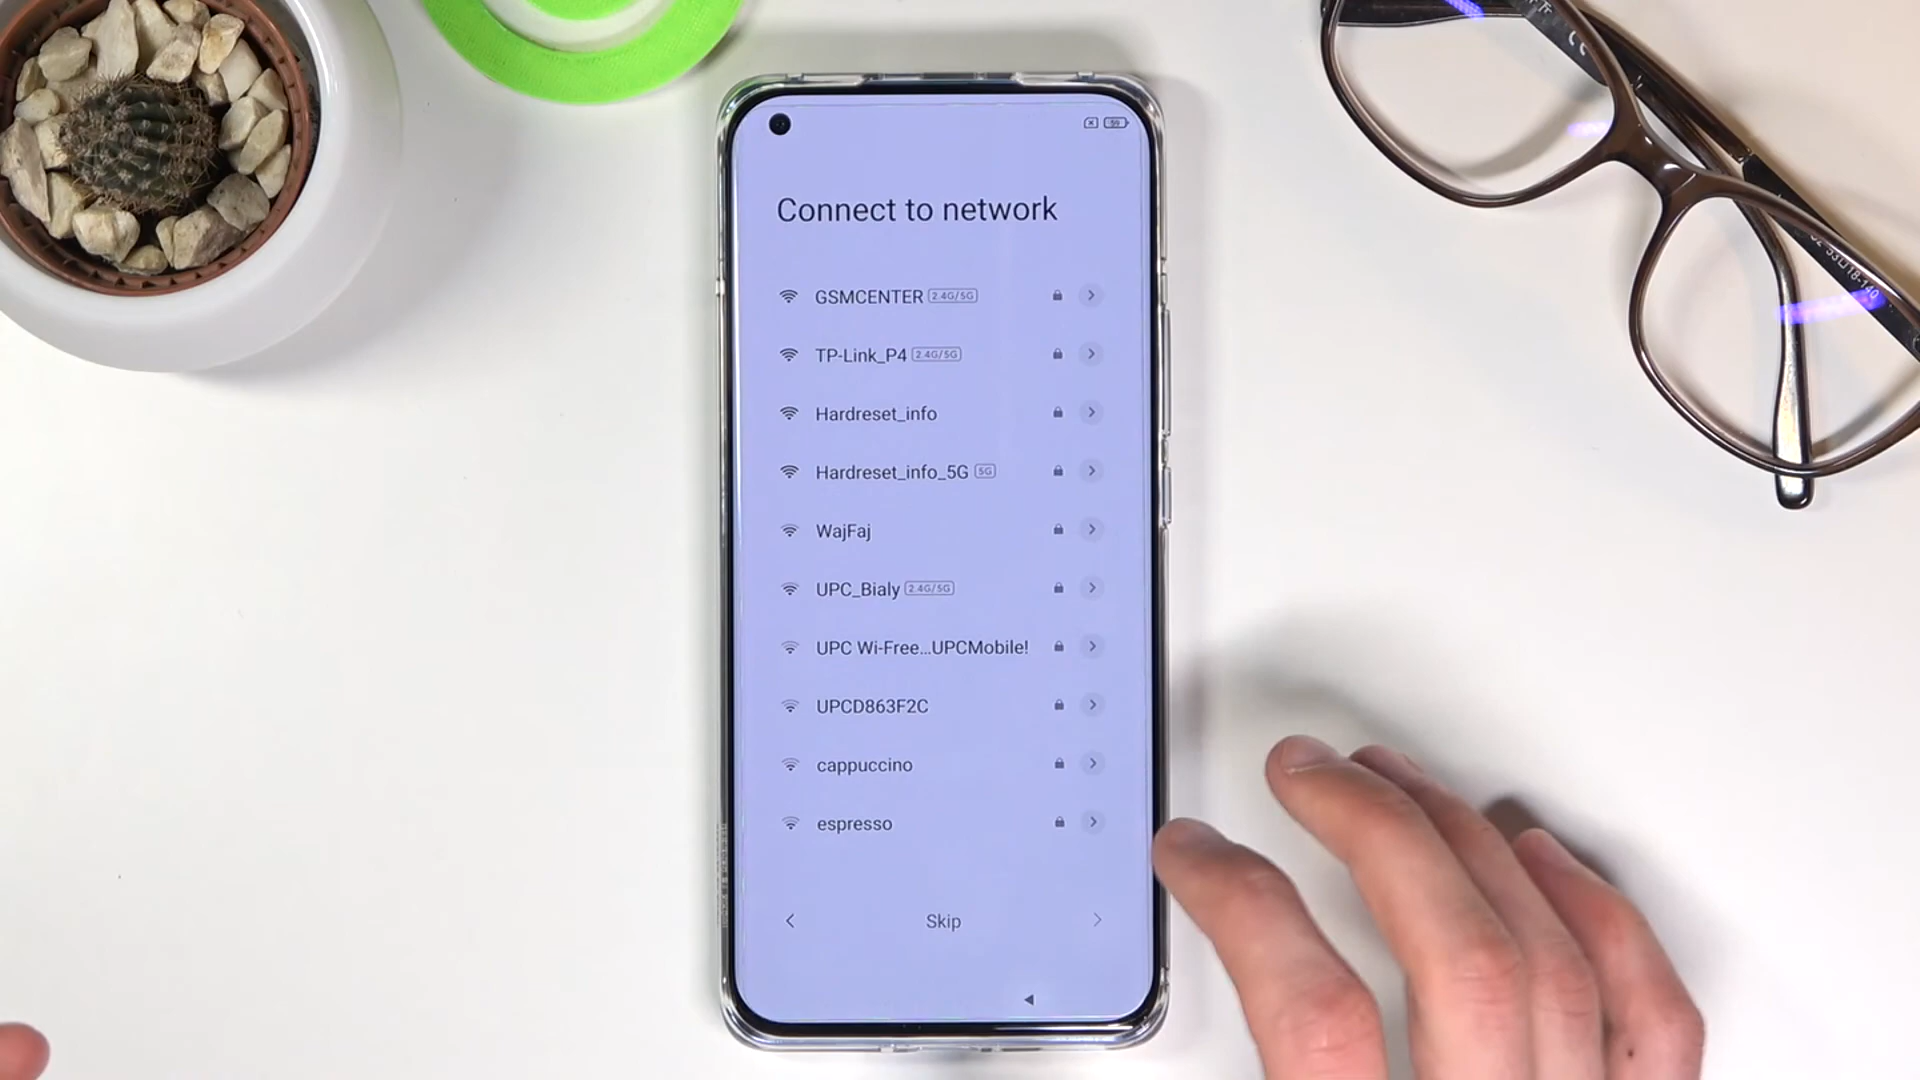 59
Connect to network
GSMCENTER 2.4G/5G
TP-Link_P4 2.4G/5G
Hardreset_info
Hardreset_info_5G 5G
WajFaj
UPC_Bialy 2.4G/5G
UPC Wi-Free...UPCMobile!
UPCD863F2C
cappuccino
espresso
Skip